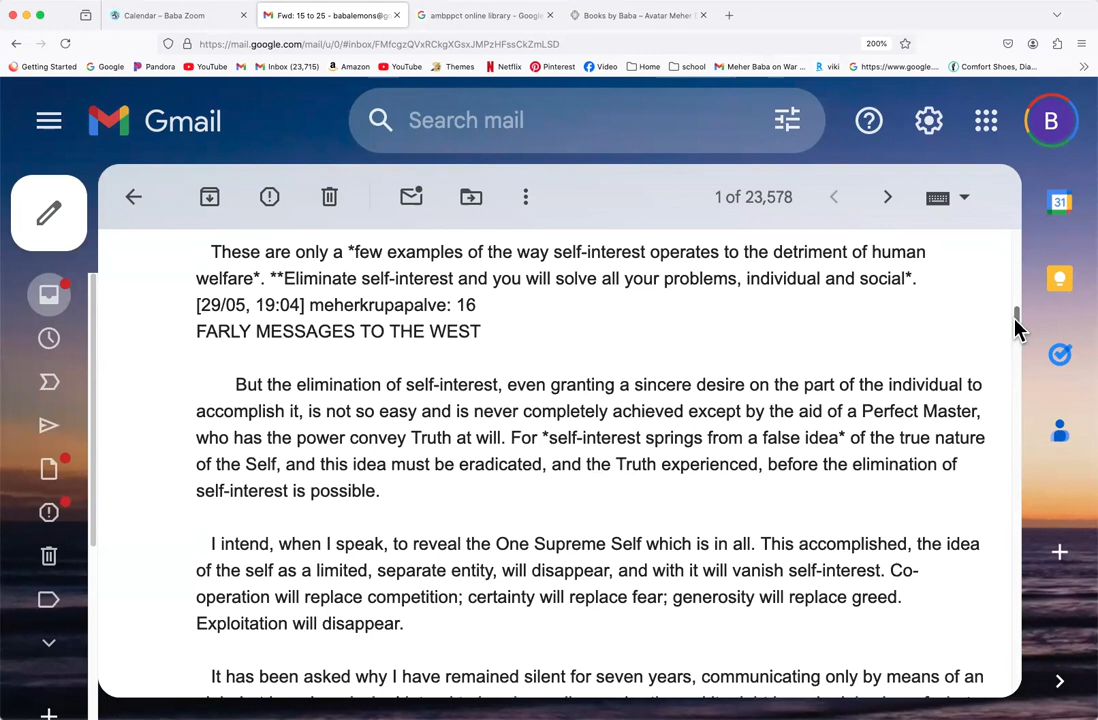 Calendar – Baba Zoom
Fwd: 15 to 25 - babalemons@g
ambppct online library - Google
Books by Baba – Avatar Meher
https://mail.google.com/mail/u/0/#inbox/FMfcgzQVxRCkgXGsxJMPzHFssCkZmLSD
200%
Getting Started
Google
Pandora
YouTube
Inbox (23,715)
Amazon
YouTube
Themes
Netflix
Pinterest
Video
Home
school
Meher Baba on War ...
viki
https://www.google....
Comfort Shoes, Dia...
Gmail
Search mail
B
1 of 23,578
31
These are only a *few examples of the way self-interest operates to the detriment of human
welfare*. **Eliminate self-interest and you will solve all your problems, individual and social*.
[29/05, 19:04] meherkrupapalve: 16
FARLY MESSAGES TO THE WEST
But the elimination of self-interest, even granting a sincere desire on the part of the individual to
accomplish it, is not so easy and is never completely achieved except by the aid of a Perfect Master,
who has the power convey Truth at will. For *self-interest springs from a false idea* of the true nature
of the Self, and this idea must be eradicated, and the Truth experienced, before the elimination of
self-interest is possible.
I intend, when I speak, to reveal the One Supreme Self which is in all. This accomplished, the idea
of the self as a limited, separate entity, will disappear, and with it will vanish self-interest. Co-
operation will replace competition; certainty will replace fear; generosity will replace greed.
Exploitation will disappear.
It has been asked why I have remained silent for seven years, communicating only by means of an